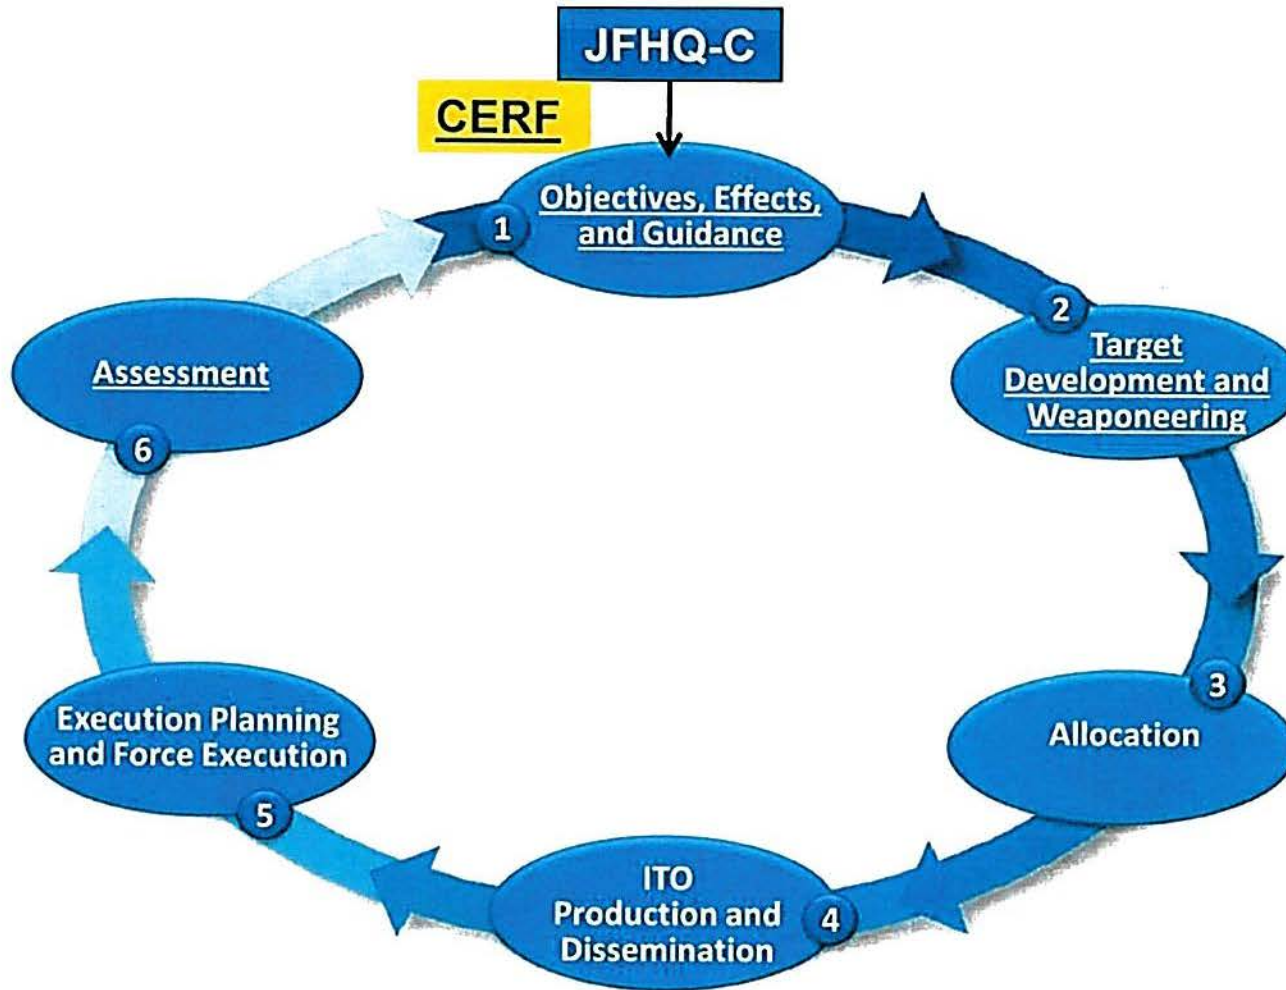 JFHQ-C
CERF
1
Objectives, Effects,
and Guidance
2
Target
Development and
Weaponeering
3
Allocation
4
ITO
Production and
Dissemination
5
Execution Planning
and Force Execution
6
Assessment